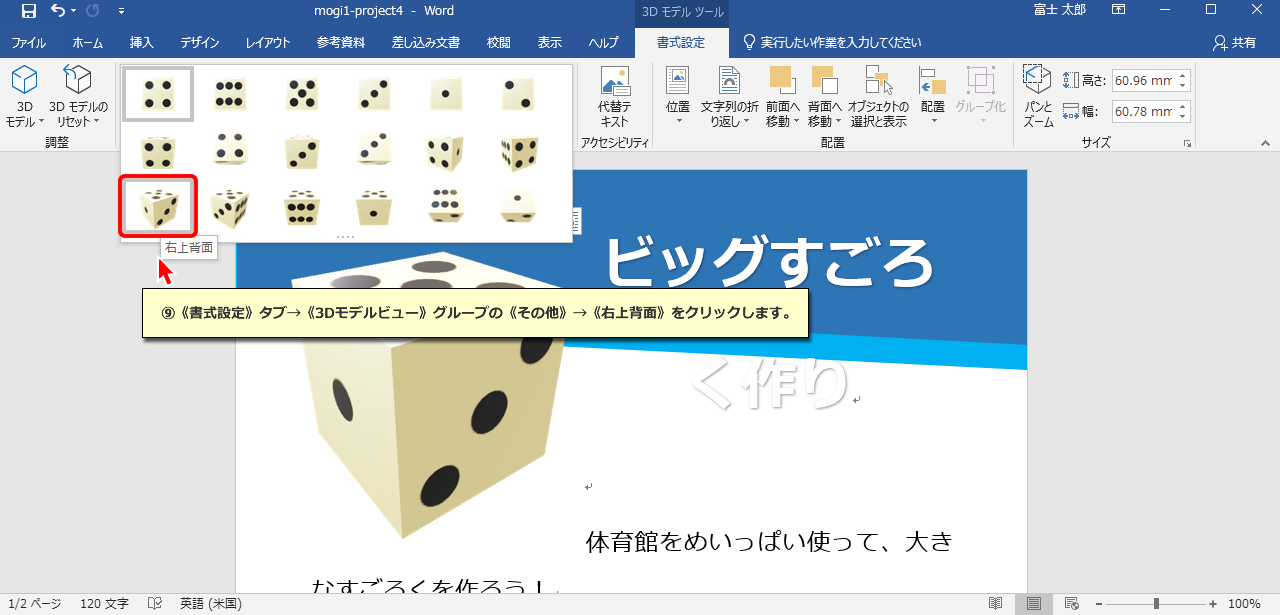 mogi1-project4 - Word
3D モデル ツール
富士 太郎
ファイル ホーム 挿入 デザイン レイアウト 参考資料 差し込み文書 校閲 表示 ヘルプ 書式設定 実行したい作業を入力してください 共有
3D モデル
3D モデルの リセット
調整
代替テキスト
アクセシビリティ
位置
文字列の折り返し
前面へ移動
背面へ移動
オブジェクトの選択と表示
配置
グループ化
配置
パンとズーム
高さ: 60.96 mm
幅: 60.78 mm
サイズ
右上背面
⑨《書式設定》タブ→《3Dモデルビュー》グループの《その他》→《右上背面》をクリックします。
ビッグすごろ
く作り
体育館をめいっぱい使って、大き
なすごろくを作ろう！
1/2 ページ 120 文字 英語 (米国) 100%